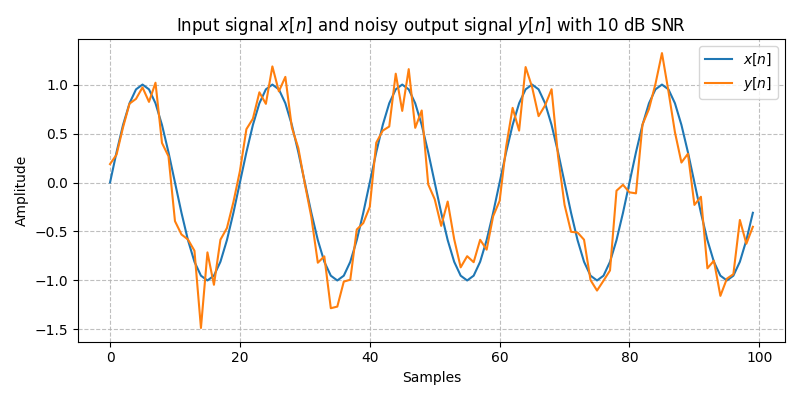 Input signal x[n] and noisy output signal y[n] with 10 dB SNR
x[n]
y[n]
Amplitude
1.0
0.5
0.0
−0.5
−1.0
−1.5
0 20 40 60 80 100
Samples